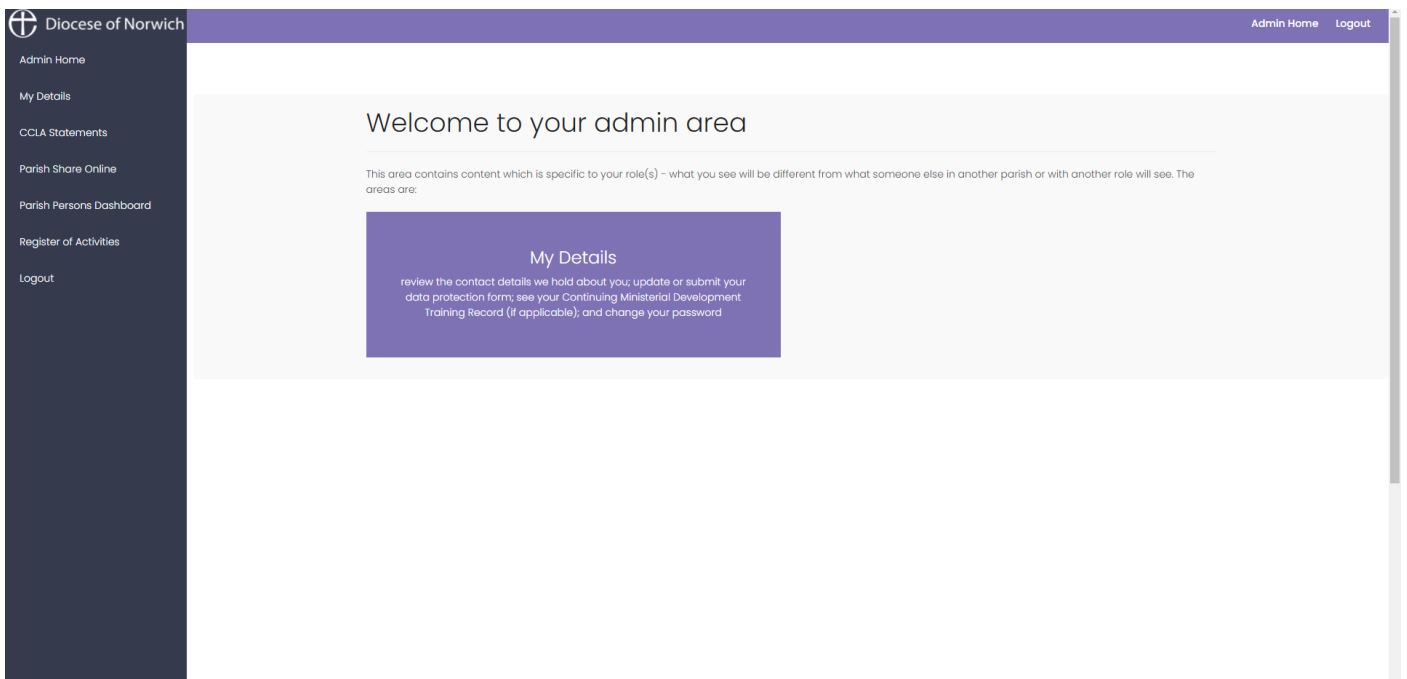 Diocese of Norwich
Admin Home Logout
Admin Home
My Details
CCLA Statements
Parish Share Online
Parish Persons Dashboard
Register of Activities
Logout
Welcome to your admin area
This area contains content which is specific to your role(s) - what you see will be different from what someone else in another parish or with another role will see. The
areas are:
My Details
review the contact details we hold about you; update or submit your
data protection form; see your Continuing Ministerial Development
Training Record (if applicable); and change your password